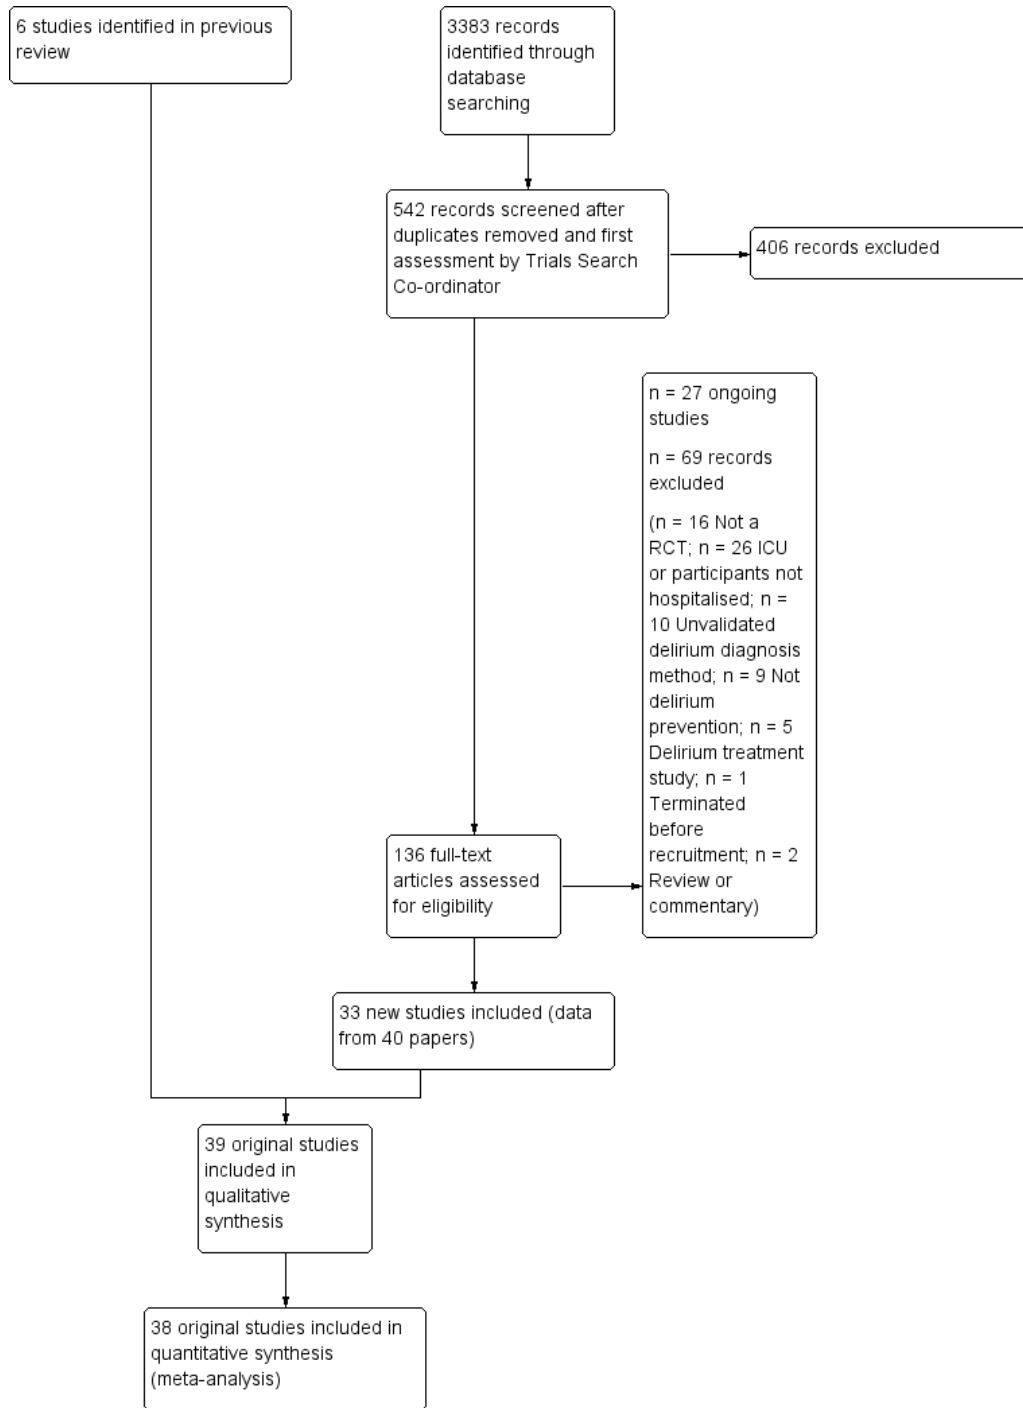 6 studies identified in previous
review
3383 records
identified through
database
searching
542 records screened after
duplicates removed and first
assessment by Trials Search
Co-ordinator
406 records excluded
n = 27 ongoing
studies
n = 69 records
excluded
(n = 16 Not a
RCT; n = 26 ICU
or participants not
hospitalised; n =
10 Unvalidated
delirium diagnosis
method; n = 9 Not
delirium
prevention; n = 5
Delirium treatment
study; n = 1
Terminated
before
recruitment; n = 2
Review or
commentary)
136 full-text
articles assessed
for eligibility
33 new studies included (data
from 40 papers)
39 original studies
included in
qualitative
synthesis
38 original studies included in
quantitative synthesis
(meta-analysis)